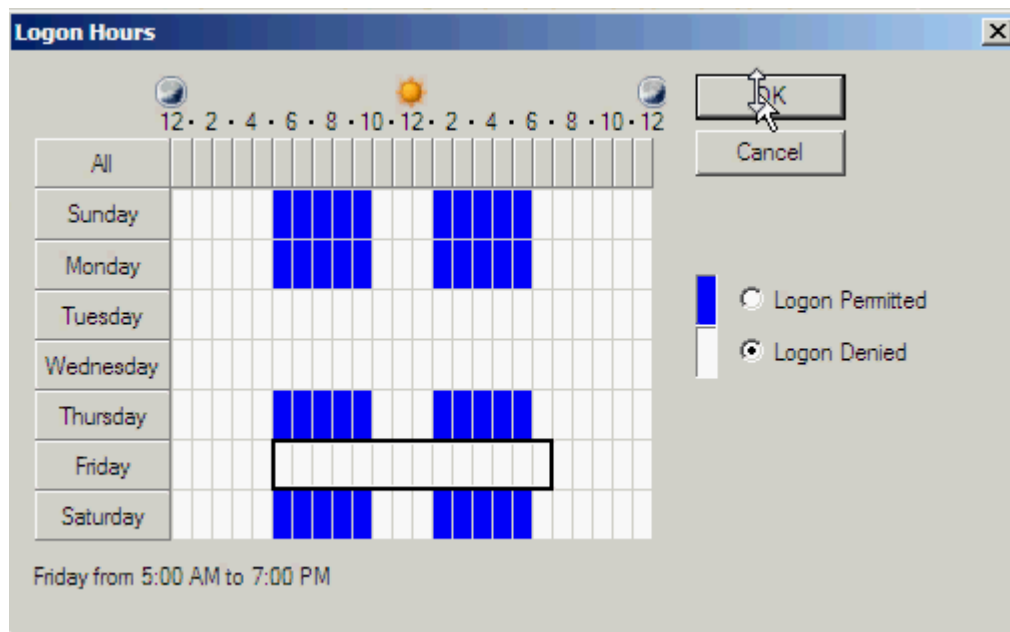 Logon Hours
12 · 2 · 4 · 6 · 8 · 10 · 12 · 2 · 4 · 6 · 8 · 10 · 12
OK
Cancel
All
Sunday
Monday
Tuesday
Wednesday
Thursday
Friday
Saturday
Logon Permitted
Logon Denied
Friday from 5:00 AM to 7:00 PM